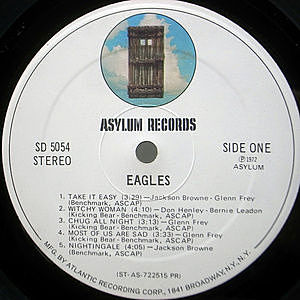 ASYLUM RECORDS
SD 5054
STEREO
SIDE ONE
℗ 1972
ASYLUM
EAGLES
1. TAKE IT EASY (3:29)—Jackson Browne-Glenn Frey
(Benchmark, ASCAP)
2. WITCHY WOMAN (4:10)— Don Henley-Bernie Leadon
(Kicking Bear-Benchmark, ASCAP)
3. CHUG ALL NIGHT (3:13)—Glenn Frey
(Kicking Bear-Benchmark, ASCAP)
4. MOST OF US ARE SAD (3:33)—Glenn Frey
(Kicking Bear-Benchmark, ASCAP)
5. NIGHTINGALE (4:05)—Jackson Browne
(Benchmark, ASCAP)
(ST-AS-722515 PR)
MFG. BY ATLANTIC RECORDING CORP., 1841 BROADWAY, N.Y., N.Y.